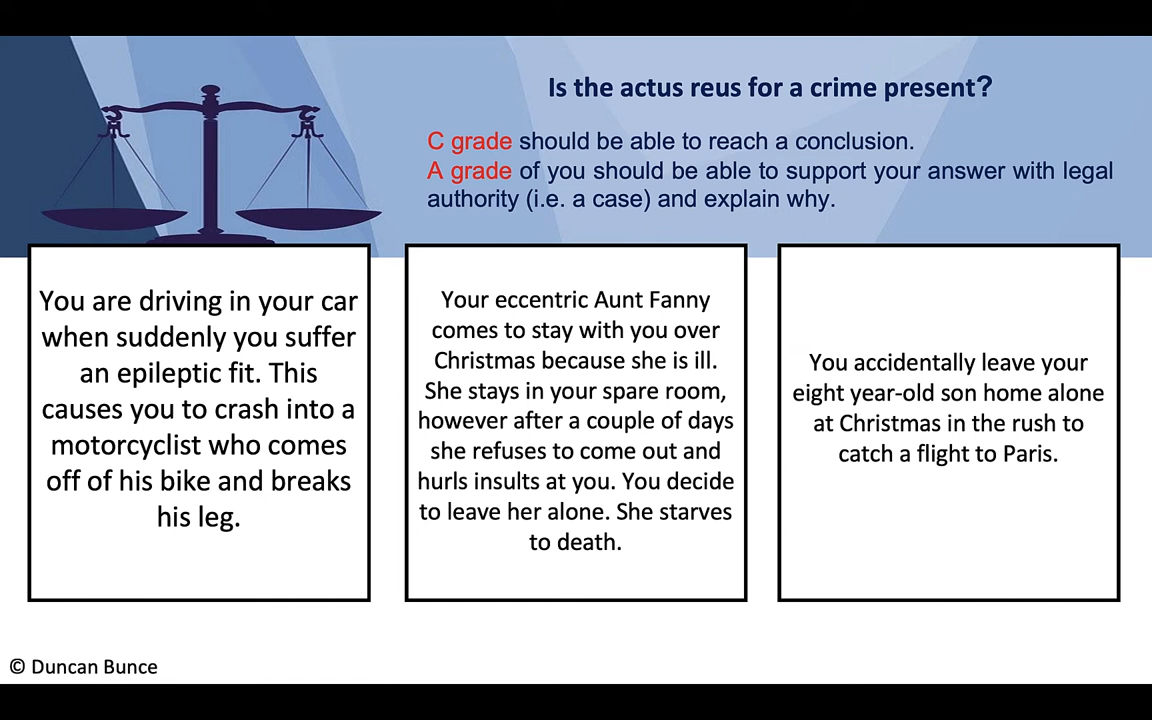 Is the actus reus for a crime present?
C grade should be able to reach a conclusion.
A grade of you should be able to support your answer with legal
authority (i.e. a case) and explain why.
You are driving in your car
when suddenly you suffer
an epileptic fit. This
causes you to crash into a
motorcyclist who comes
off of his bike and breaks
his leg.
Your eccentric Aunt Fanny
comes to stay with you over
Christmas because she is ill.
She stays in your spare room,
however after a couple of days
she refuses to come out and
hurls insults at you. You decide
to leave her alone. She starves
to death.
You accidentally leave your
eight year-old son home alone
at Christmas in the rush to
catch a flight to Paris.
© Duncan Bunce